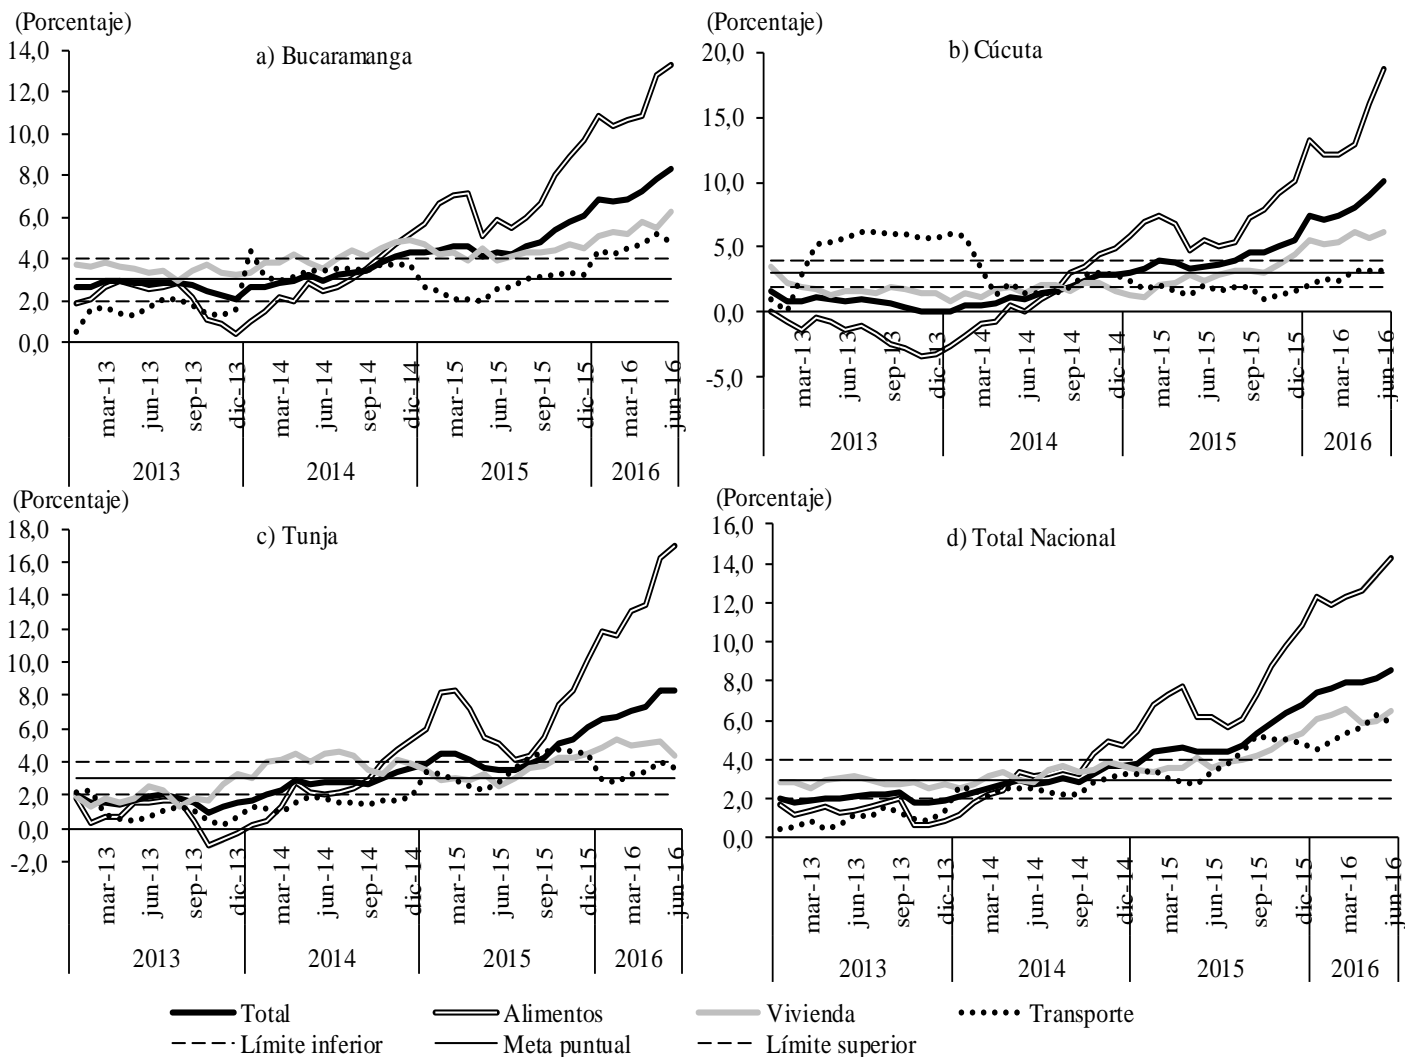 (Porcentaje)
a) Bucaramanga
14,0
12,0
10,0
8,0
6,0
4,0
2,0
0,0
mar-13
jun-13
sep-13
dic-13
mar-14
jun-14
sep-14
dic-14
mar-15
jun-15
sep-15
dic-15
mar-16
jun-16
2013
2014
2015
2016
(Porcentaje)
b) Cúcuta
20,0
15,0
10,0
5,0
0,0
-5,0
mar-13
jun-13
sep-13
dic-13
mar-14
jun-14
sep-14
dic-14
mar-15
jun-15
sep-15
dic-15
mar-16
jun-16
2013
2014
2015
2016
(Porcentaje)
c) Tunja
18,0
16,0
14,0
12,0
10,0
8,0
6,0
4,0
2,0
0,0
-2,0
mar-13
jun-13
sep-13
dic-13
mar-14
jun-14
sep-14
dic-14
mar-15
jun-15
sep-15
dic-15
mar-16
jun-16
2013
2014
2015
2016
(Porcentaje)
d) Total Nacional
16,0
14,0
12,0
10,0
8,0
6,0
4,0
2,0
0,0
mar-13
jun-13
sep-13
dic-13
mar-14
jun-14
sep-14
dic-14
mar-15
jun-15
sep-15
dic-15
mar-16
jun-16
2013
2014
2015
2016
Total Alimentos Vivienda Transporte
Límite inferior Meta puntual Límite superior